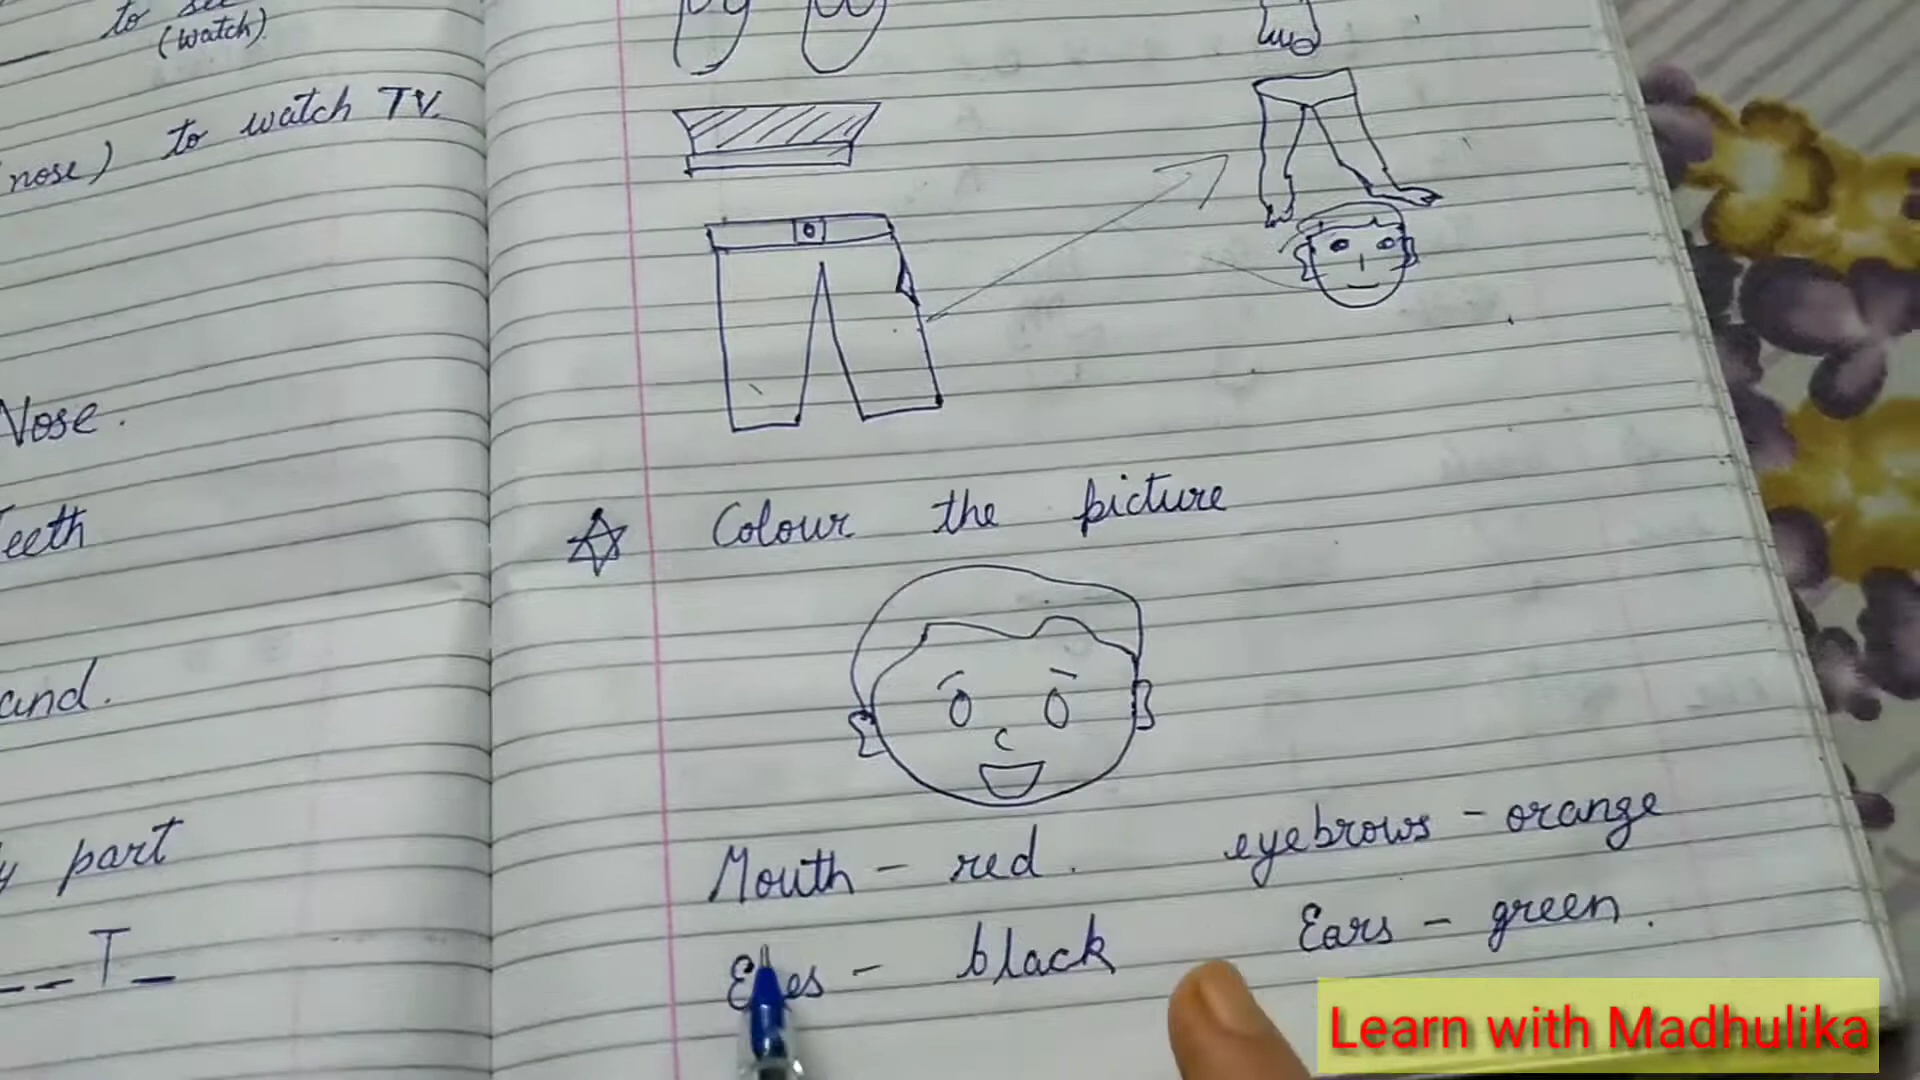 to see
(watch)
nose) to watch TV.
Nose.
Teeth
and.
y part
__T_
Colour the picture
Mouth - red. eyebrows - orange
Eyes - black Ears - green.
Learn with Madhulika